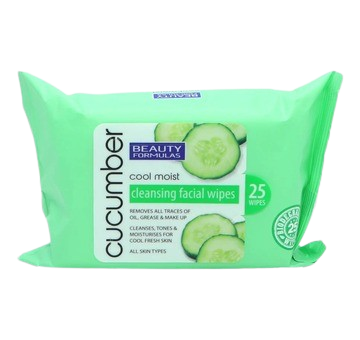 cucumber
BEAUTY
FORMULAS
cool moist
cleansing facial wipes
25
WIPES
REMOVES ALL TRACES OF
OIL, GREASE & MAKE UP
CLEANSES, TONES &
MOISTURISES FOR
COOL FRESH SKIN
ALL SKIN TYPES